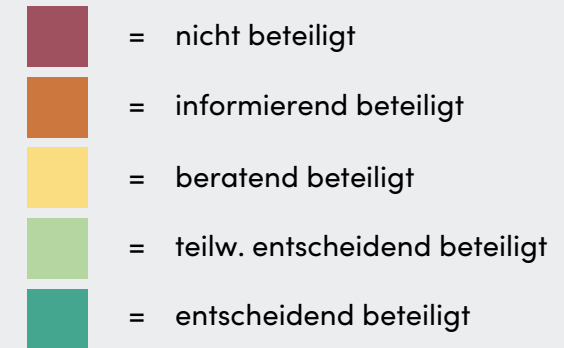 = nicht beteiligt
= informierend beteiligt
= beratend beteiligt
= teilw. entscheidend beteiligt
= entscheidend beteiligt